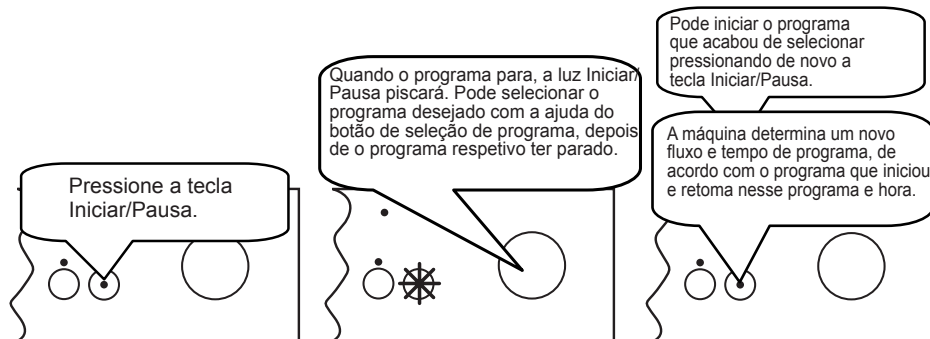 Pressione a tecla
Iniciar/Pausa.
Quando o programa para, a luz Iniciar/
Pausa piscará. Pode selecionar o
programa desejado com a ajuda do
botão de seleção de programa, depois
de o programa respetivo ter parado.
Pode iniciar o programa
que acabou de selecionar
pressionando de novo a
tecla Iniciar/Pausa.
A máquina determina um novo
fluxo e tempo de programa, de
acordo com o programa que iniciou
e retoma nesse programa e hora.